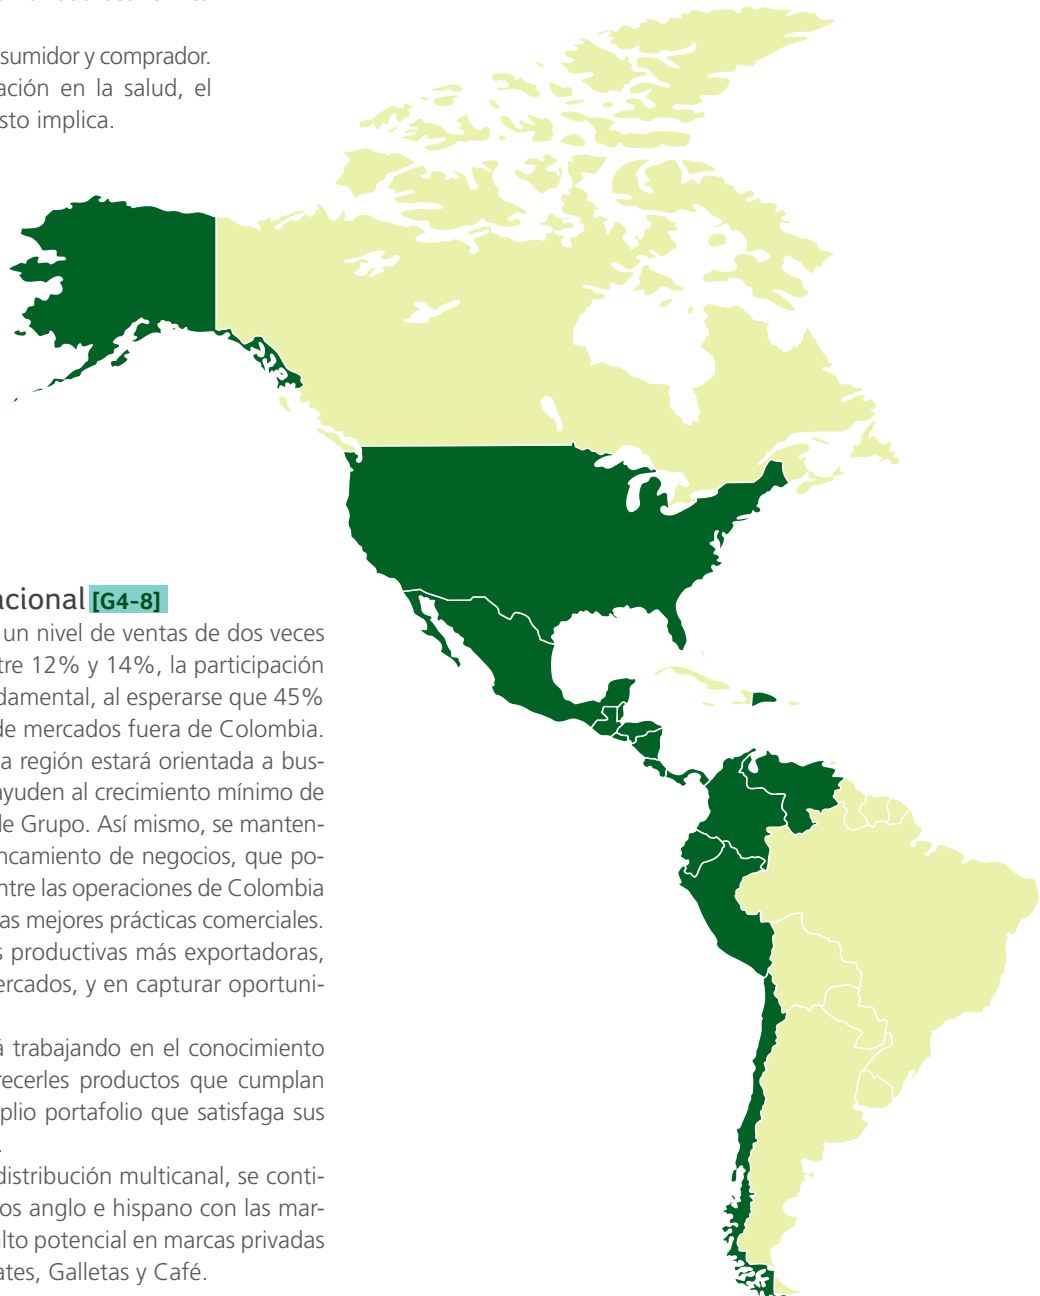 sumidor y comprador.
ación en la salud, el
sto implica.
acional [G4-8]
un nivel de ventas de dos veces
tre 12% y 14%, la participación
damental, al esperarse que 45%
de mercados fuera de Colombia.
a región estará orientada a bus-
ayuden al crecimiento mínimo de
de Grupo. Así mismo, se manten-
ncamiento de negocios, que po-
entre las operaciones de Colombia
as mejores prácticas comerciales.
s productivas más exportadoras,
ercados, y en capturar oportuni-
á trabajando en el conocimiento
recerles productos que cumplan
plio portafolio que satisfaga sus
.
distribución multicanal, se conti-
os anglo e hispano con las mar-
alto potencial en marcas privadas
ates, Galletas y Café.